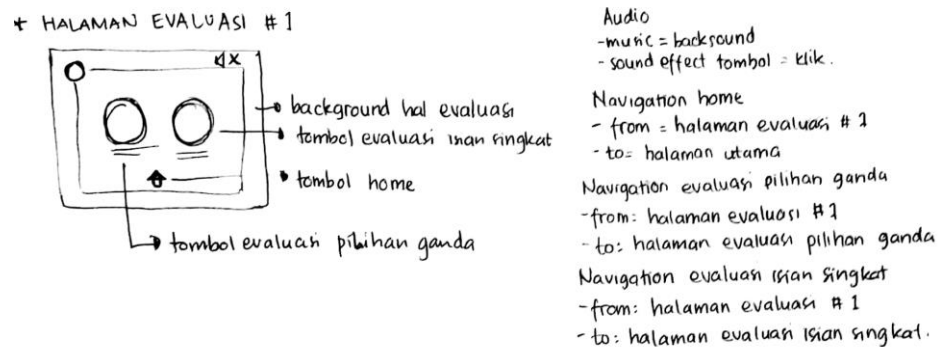 * HALAMAN EVALUASI #1
background hal evaluasi
tombol evaluasi isian singkat
tombol home
tombol evaluasi pilihan ganda
Audio
- music = backsound
- sound effect tombol = klik.
Navigation home
- from = halaman evaluasi #1
- to = halaman utama
Navigation evaluasi pilihan ganda
- from: halaman evaluasi #1
- to: halaman evaluasi pilihan ganda
Navigation evaluasi isian singkat
- from: halaman evaluasi #1
- to: halaman evaluasi isian singkat.